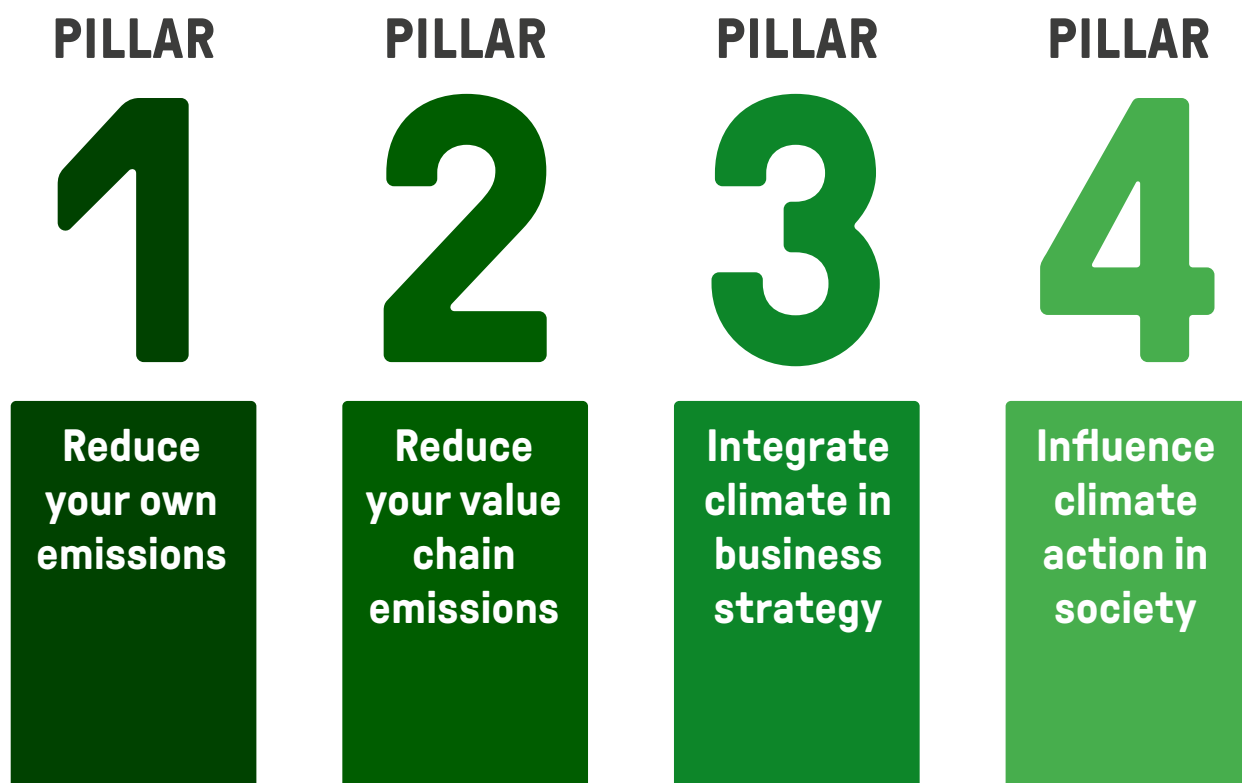 PILLAR
1
Reduce
your own
emissions
PILLAR
2
Reduce
your value
chain
emissions
PILLAR
3
Integrate
climate in
business
strategy
PILLAR
4
Influence
climate
action in
society